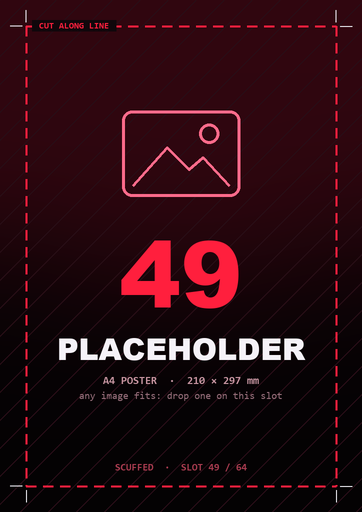 CUT ALONG LINE
49
PLACEHOLDER
A4 POSTER · 210 × 297 mm
any image fits: drop one on this slot
SCUFFED · SLOT 49 / 64